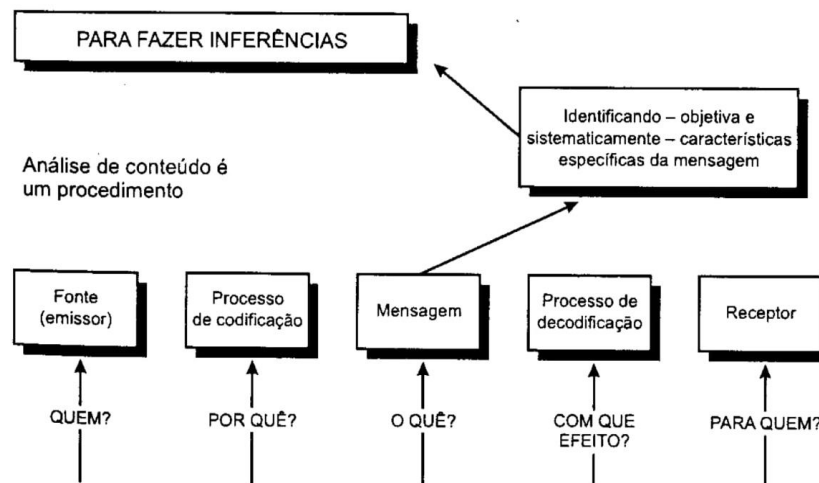 PARA FAZER INFERÊNCIAS
Identificando – objetiva e
sistematicamente – características
específicas da mensagem
Análise de conteúdo é
um procedimento
Fonte
(emissor)
Processo
de codificação
Mensagem
Processo de
decodificação
Receptor
QUEM?
POR QUÊ?
O QUÊ?
COM QUE
EFEITO?
PARA QUEM?